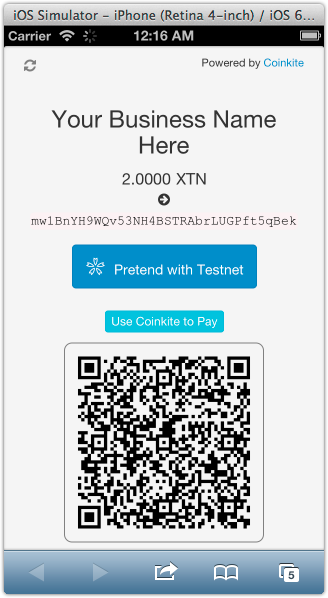 iOS Simulator – iPhone (Retina 4-inch) / iOS 6...
Carrier 12:16 AM
Powered by Coinkite
Your Business Name
Here
2.0000 XTN
mw1BnYH9WQv53NH4BSTRAbrLUGPft5qBek
Pretend with Testnet
Use Coinkite to Pay
5